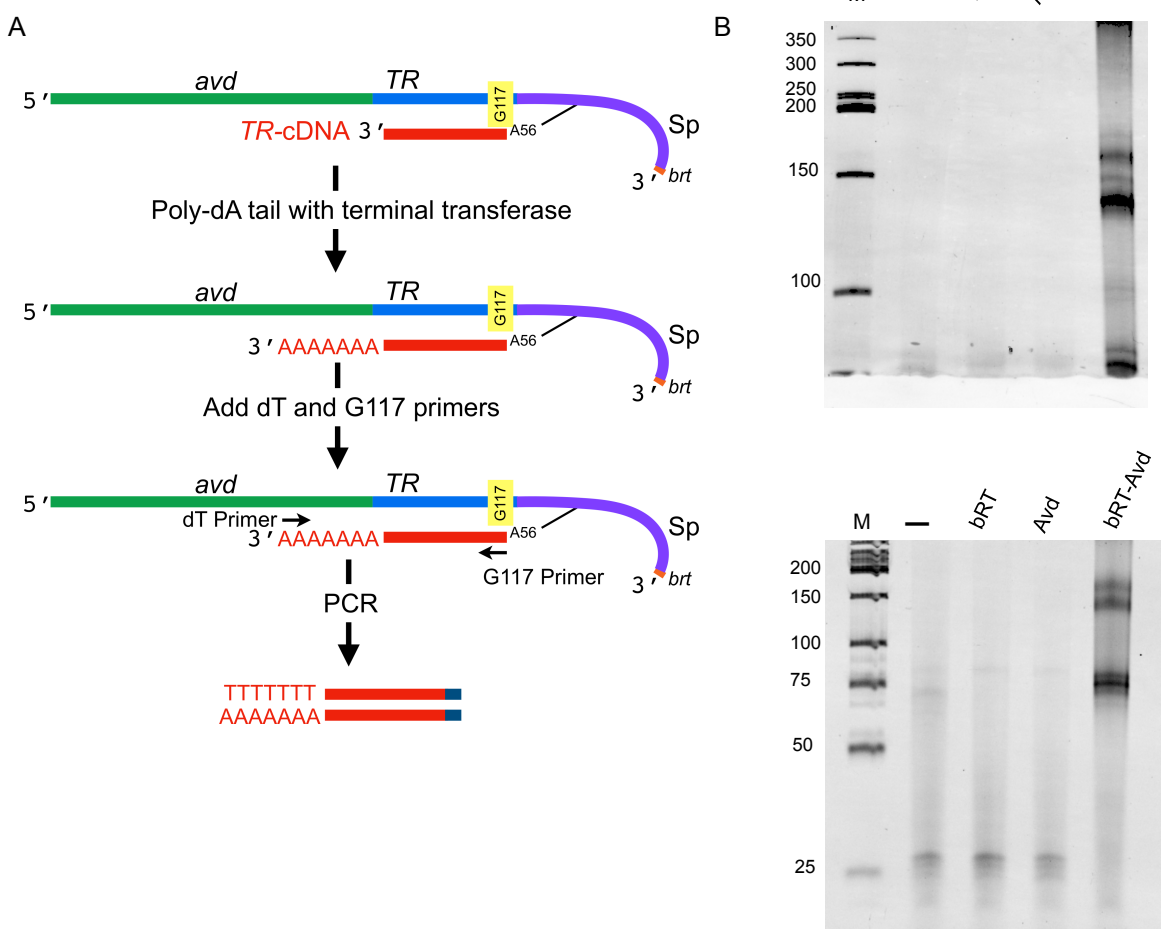 A
avd TR
5 ′ G117
TR-cDNA 3 ′ A56 Sp
3 ′ brt
Poly-dA tail with terminal transferase
avd TR
5 ′ G117
3 ′ AAAAAAA A56 Sp
3 ′ brt
Add dT and G117 primers
avd TR
5 ′ G117
dT Primer
3 ′ AAAAAAA A56 Sp
G117 Primer 3 ′ brt
PCR
TTTTTTT
AAAAAAA
B
350
300
250
200
150
100
M – bRT Avd bRT-Avd
200
150
100
75
50
25